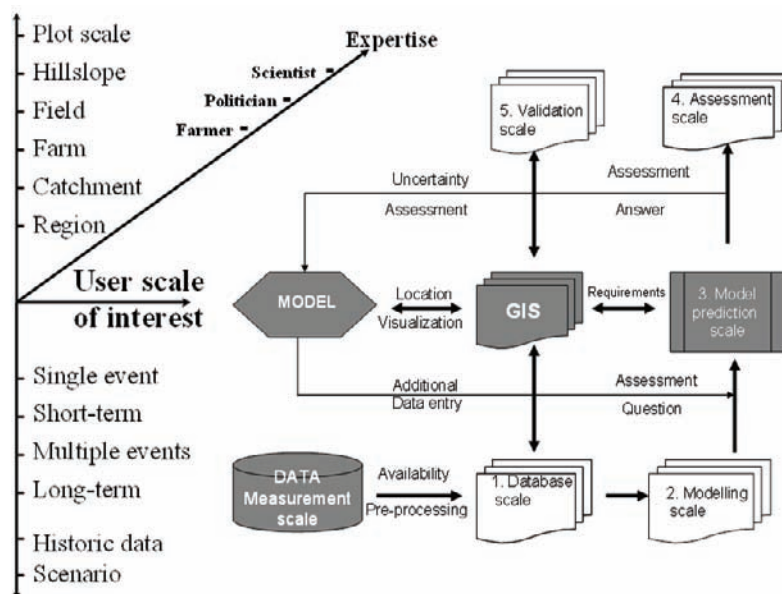 Plot scale
Hillslope
Field
Farm
Catchment
Region
Expertise
Scientist
Politician
Farmer
User scale
of interest
Single event
Short-term
Multiple events
Long-term
Historic data
Scenario
5. Validation
scale
4. Assessment
scale
Uncertainty
Assessment
Assessment
Answer
MODEL
Location
Visualization
GIS
Requirements
3. Model
prediction
scale
Additional
Data entry
Assessment
Question
DATA
Measurement
scale
Availability
Pre-processing
1. Database
scale
2. Modelling
scale